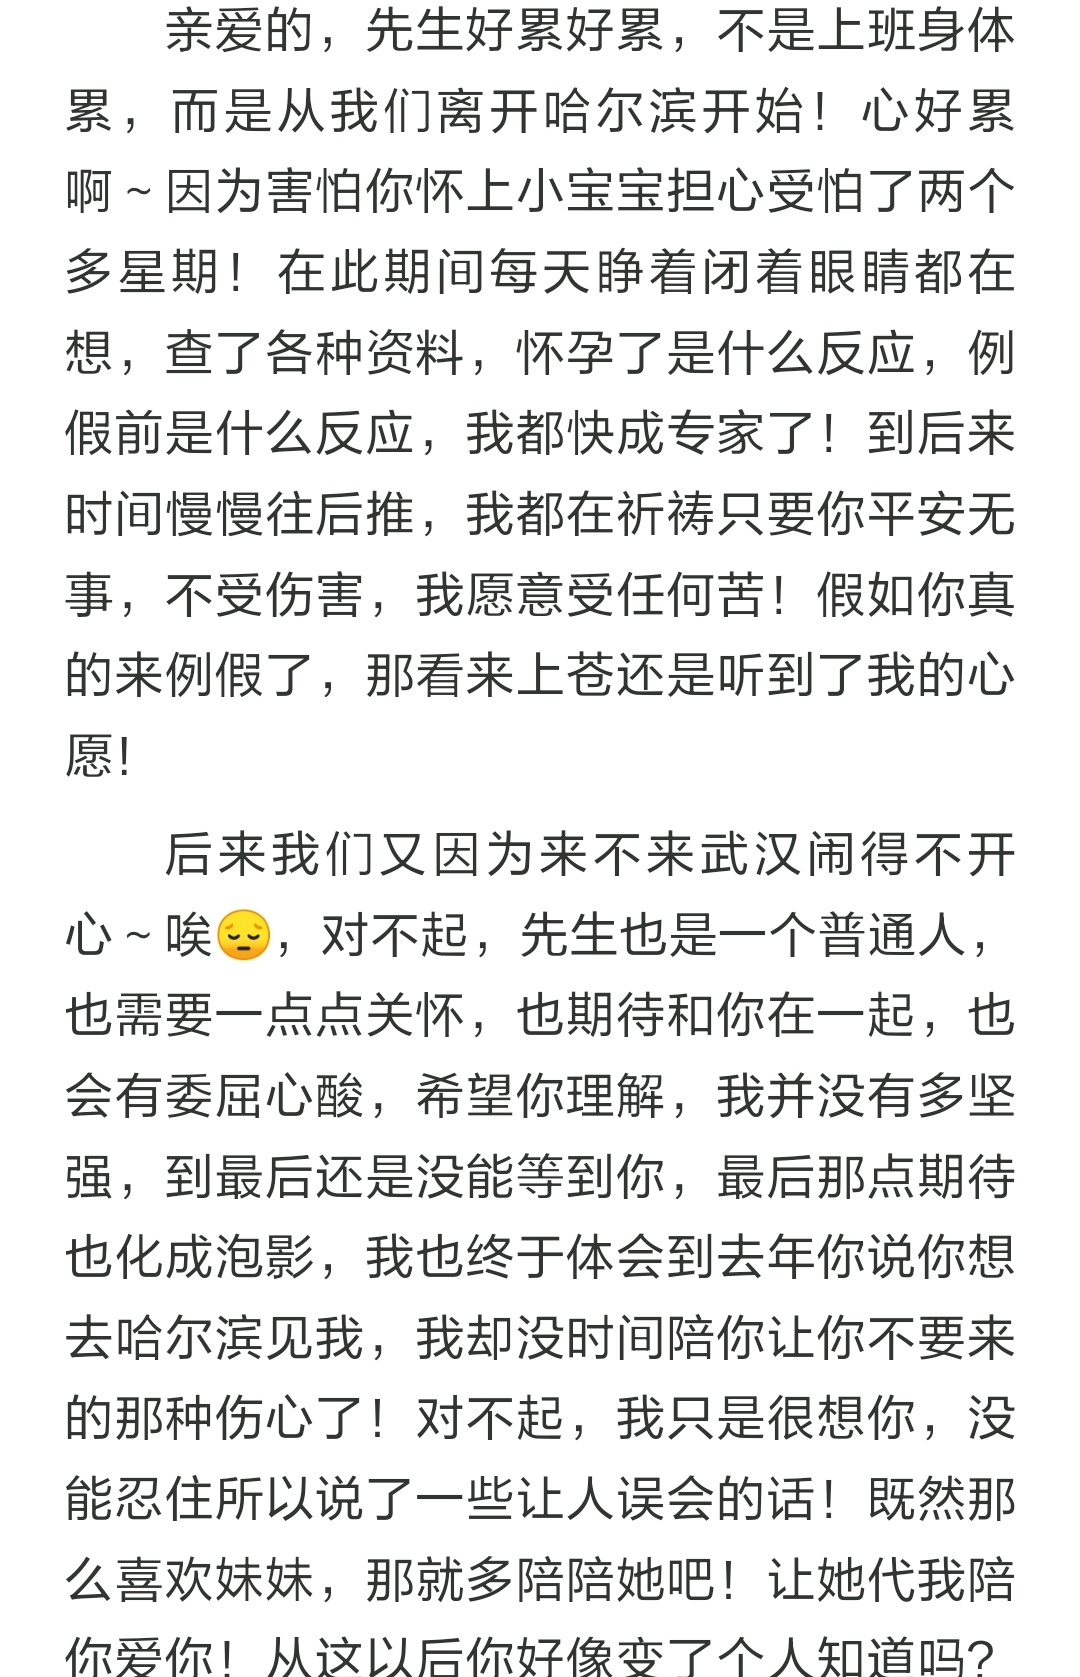 亲爱的，先生好累好累，不是上班身体
累，而是从我们离开哈尔滨开始！心好累
啊～因为害怕你怀上小宝宝担心受怕了两个
多星期！在此期间每天睁着闭着眼睛都在
想，查了各种资料，怀孕了是什么反应，例
假前是什么反应，我都快成专家了！到后来
时间慢慢往后推，我都在祈祷只要你平安无
事，不受伤害，我愿意受任何苦！假如你真
的来例假了，那看来上苍还是听到了我的心
愿！
后来我们又因为来不来武汉闹得不开
心～唉😔，对不起，先生也是一个普通人，
也需要一点点关怀，也期待和你在一起，也
会有委屈心酸，希望你理解，我并没有多坚
强，到最后还是没能等到你，最后那点期待
也化成泡影，我也终于体会到去年你说你想
去哈尔滨见我，我却没时间陪你让你不要来
的那种伤心了！对不起，我只是很想你，没
能忍住所以说了一些让人误会的话！既然那
么喜欢妹妹，那就多陪陪她吧！让她代我陪
你爱你！从这以后你好像变了个人知道吗？